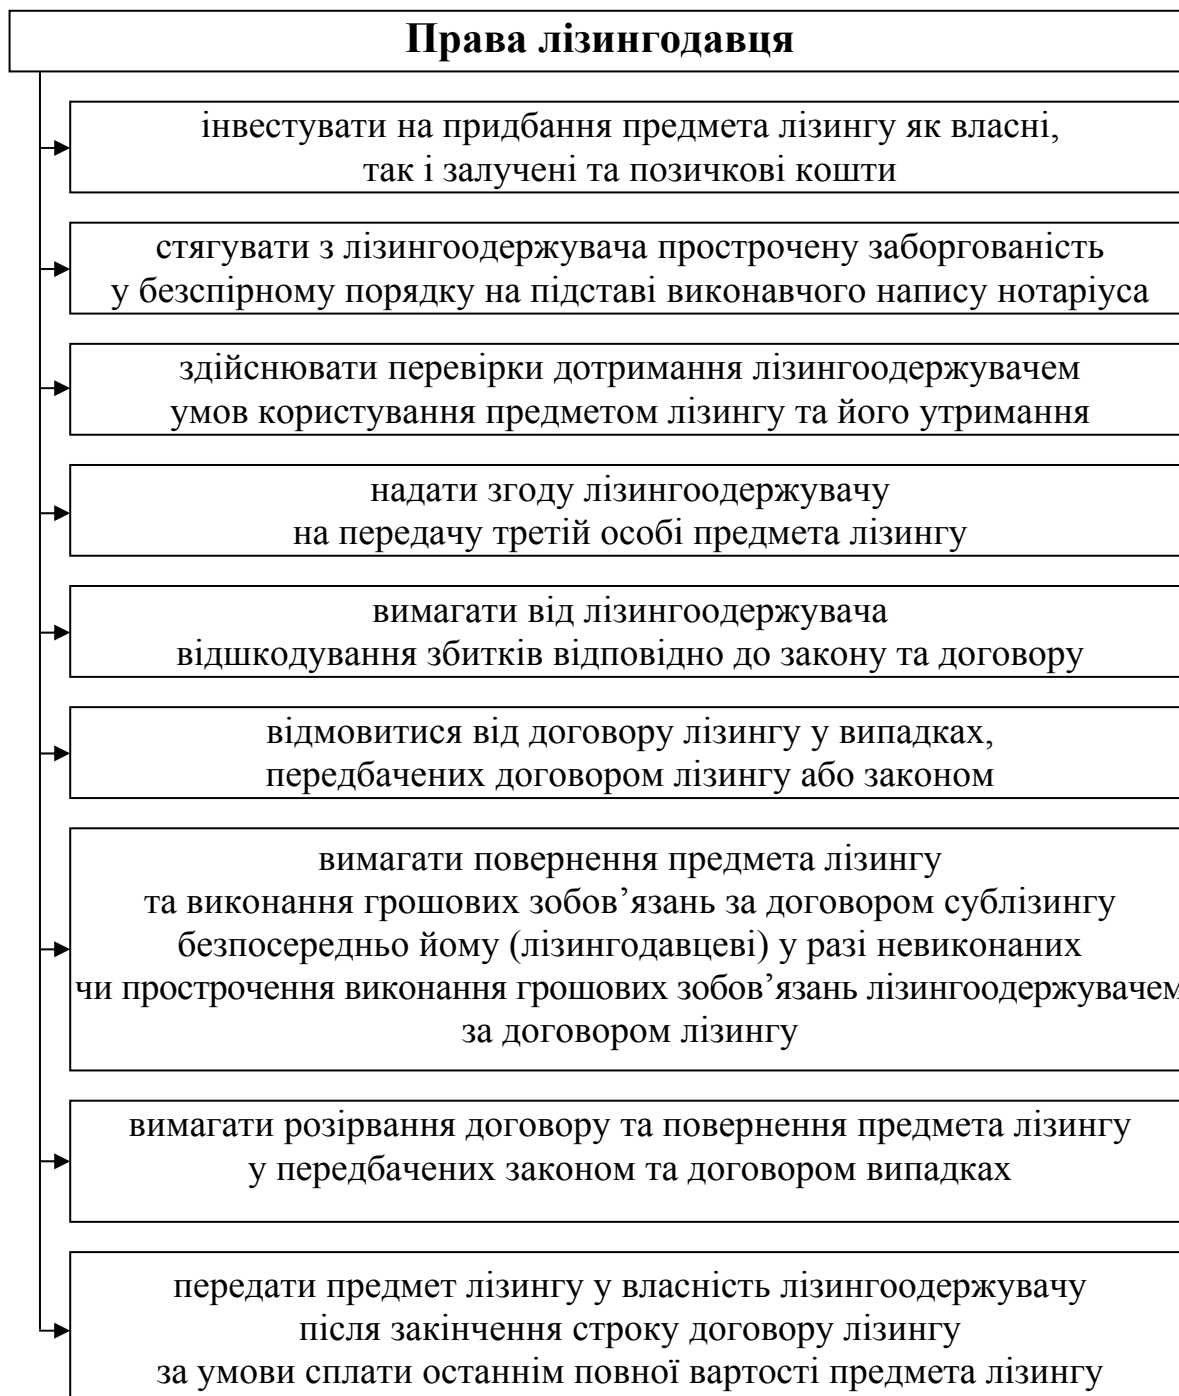 Права лізингодавця
інвестувати на придбання предмета лізингу як власні,
так і залучені та позичкові кошти
стягувати з лізингоодержувача прострочену заборгованість
у безспірному порядку на підставі виконавчого напису нотаріуса
здійснювати перевірки дотримання лізингоодержувачем
умов користування предметом лізингу та його утримання
надати згоду лізингоодержувачу
на передачу третій особі предмета лізингу
вимагати від лізингоодержувача
відшкодування збитків відповідно до закону та договору
відмовитися від договору лізингу у випадках,
передбачених договором лізингу або законом
вимагати повернення предмета лізингу
та виконання грошових зобов’язань за договором сублізингу
безпосередньо йому (лізингодавцеві) у разі невиконаних
чи прострочення виконання грошових зобов’язань лізингоодержувачем
за договором лізингу
вимагати розірвання договору та повернення предмета лізингу
у передбачених законом та договором випадках
передати предмет лізингу у власність лізингоодержувачу
після закінчення строку договору лізингу
за умови сплати останнім повної вартості предмета лізингу